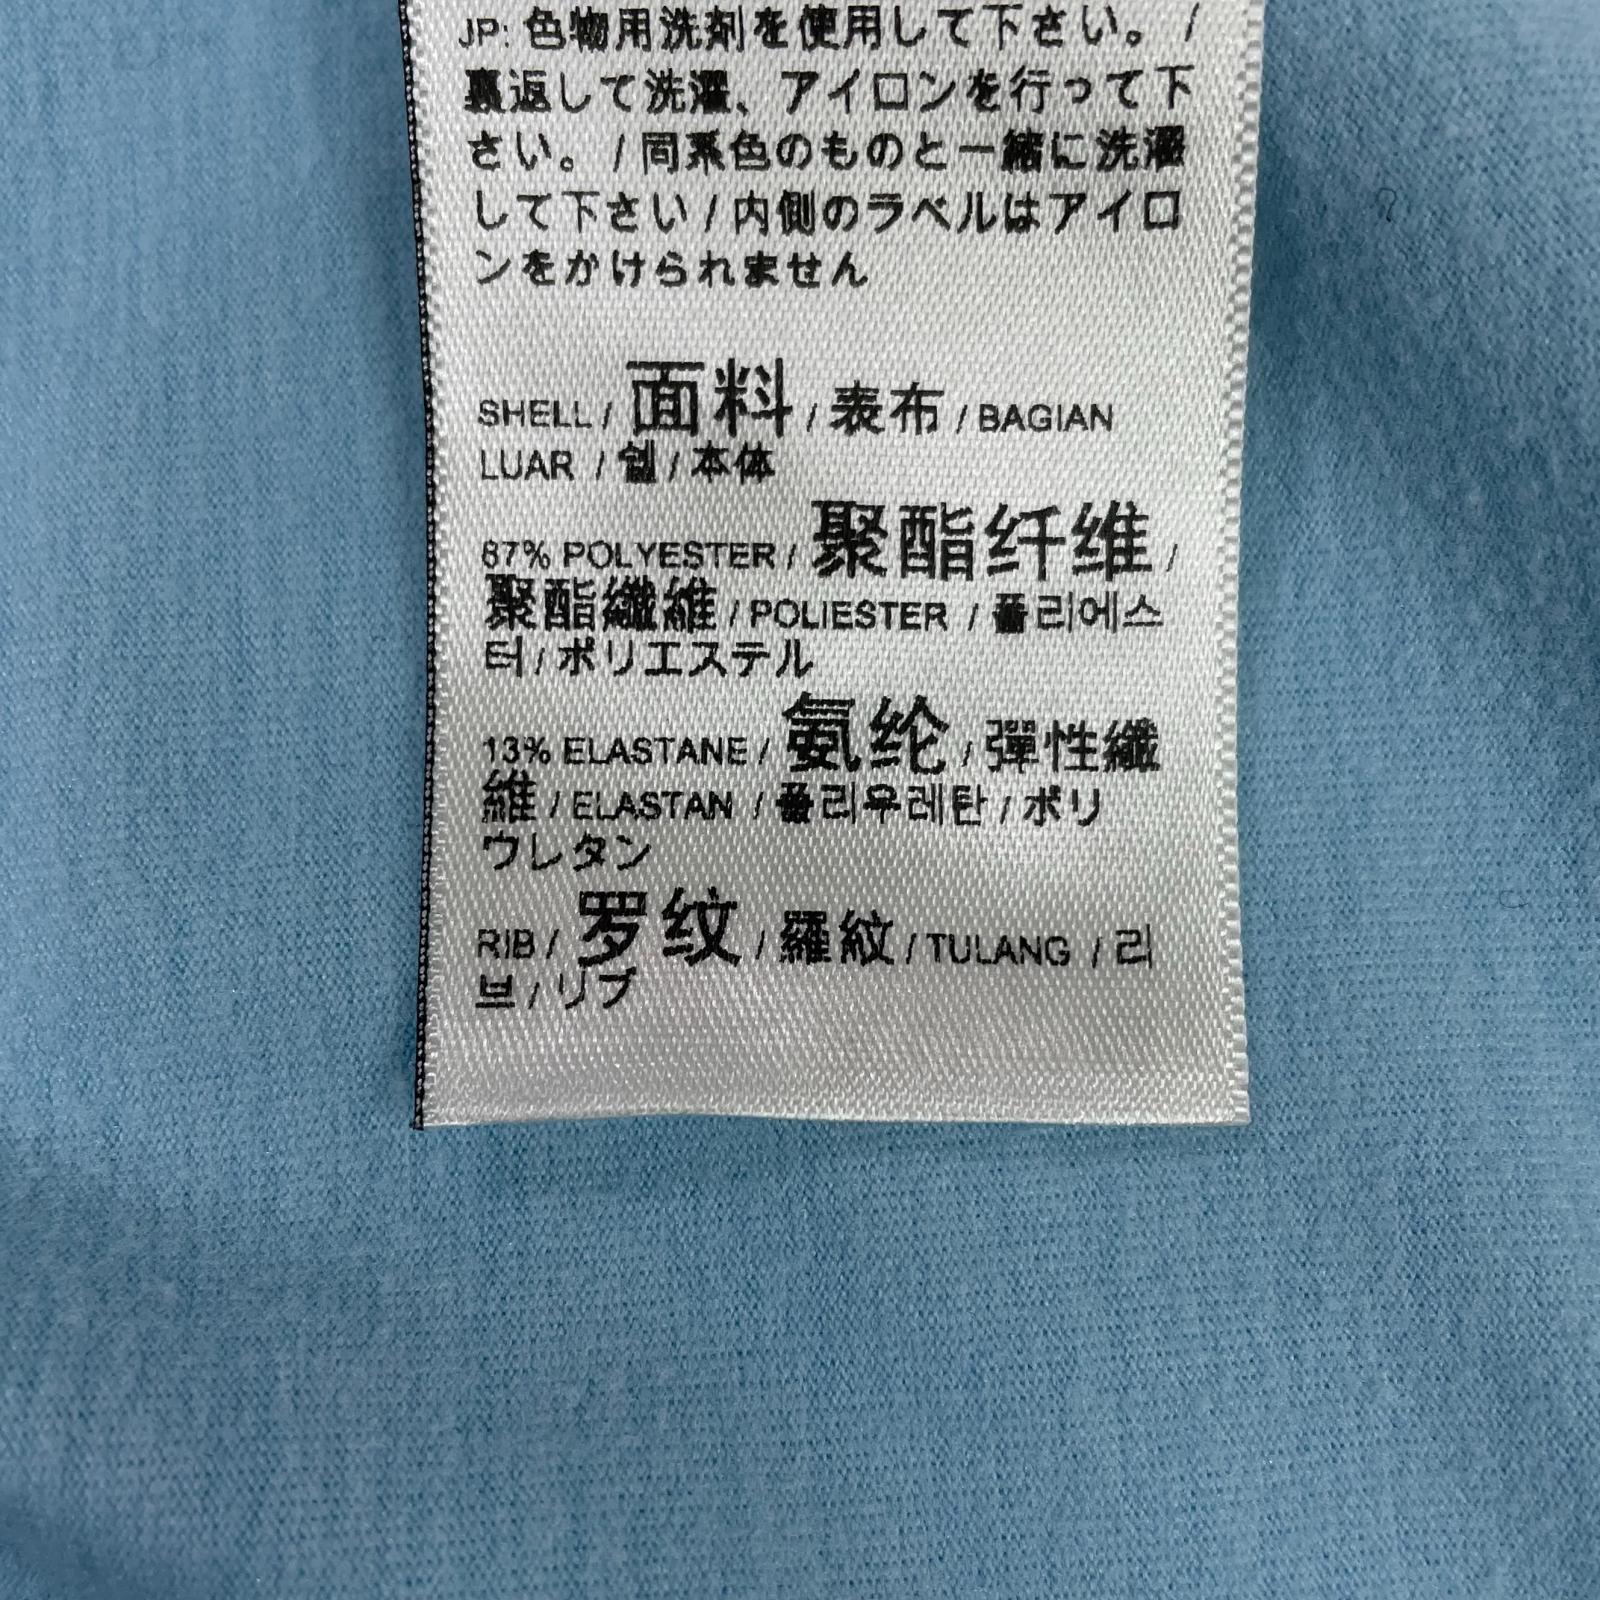 JP: 色物用洗剤を使用して下さい。 /
裏返して洗濯、アイロンを行って下
さい。 / 同系色のものと一緒に洗濯
して下さい / 内側のラベルはアイロ
ンをかけられません
SHELL / 面料 / 表布 / BAGIAN
LUAR / 쉘 / 本体
87% POLYESTER / 聚酯纤维 /
聚酯纖維 / POLIESTER / 폴리에스
터 / ポリエステル
13% ELASTANE / 氨纶 / 彈性纖
維 / ELASTAN / 폴리우레탄 / ポリ
ウレタン
RIB / 罗纹 / 羅紋 / TULANG / 리
브 / リブ